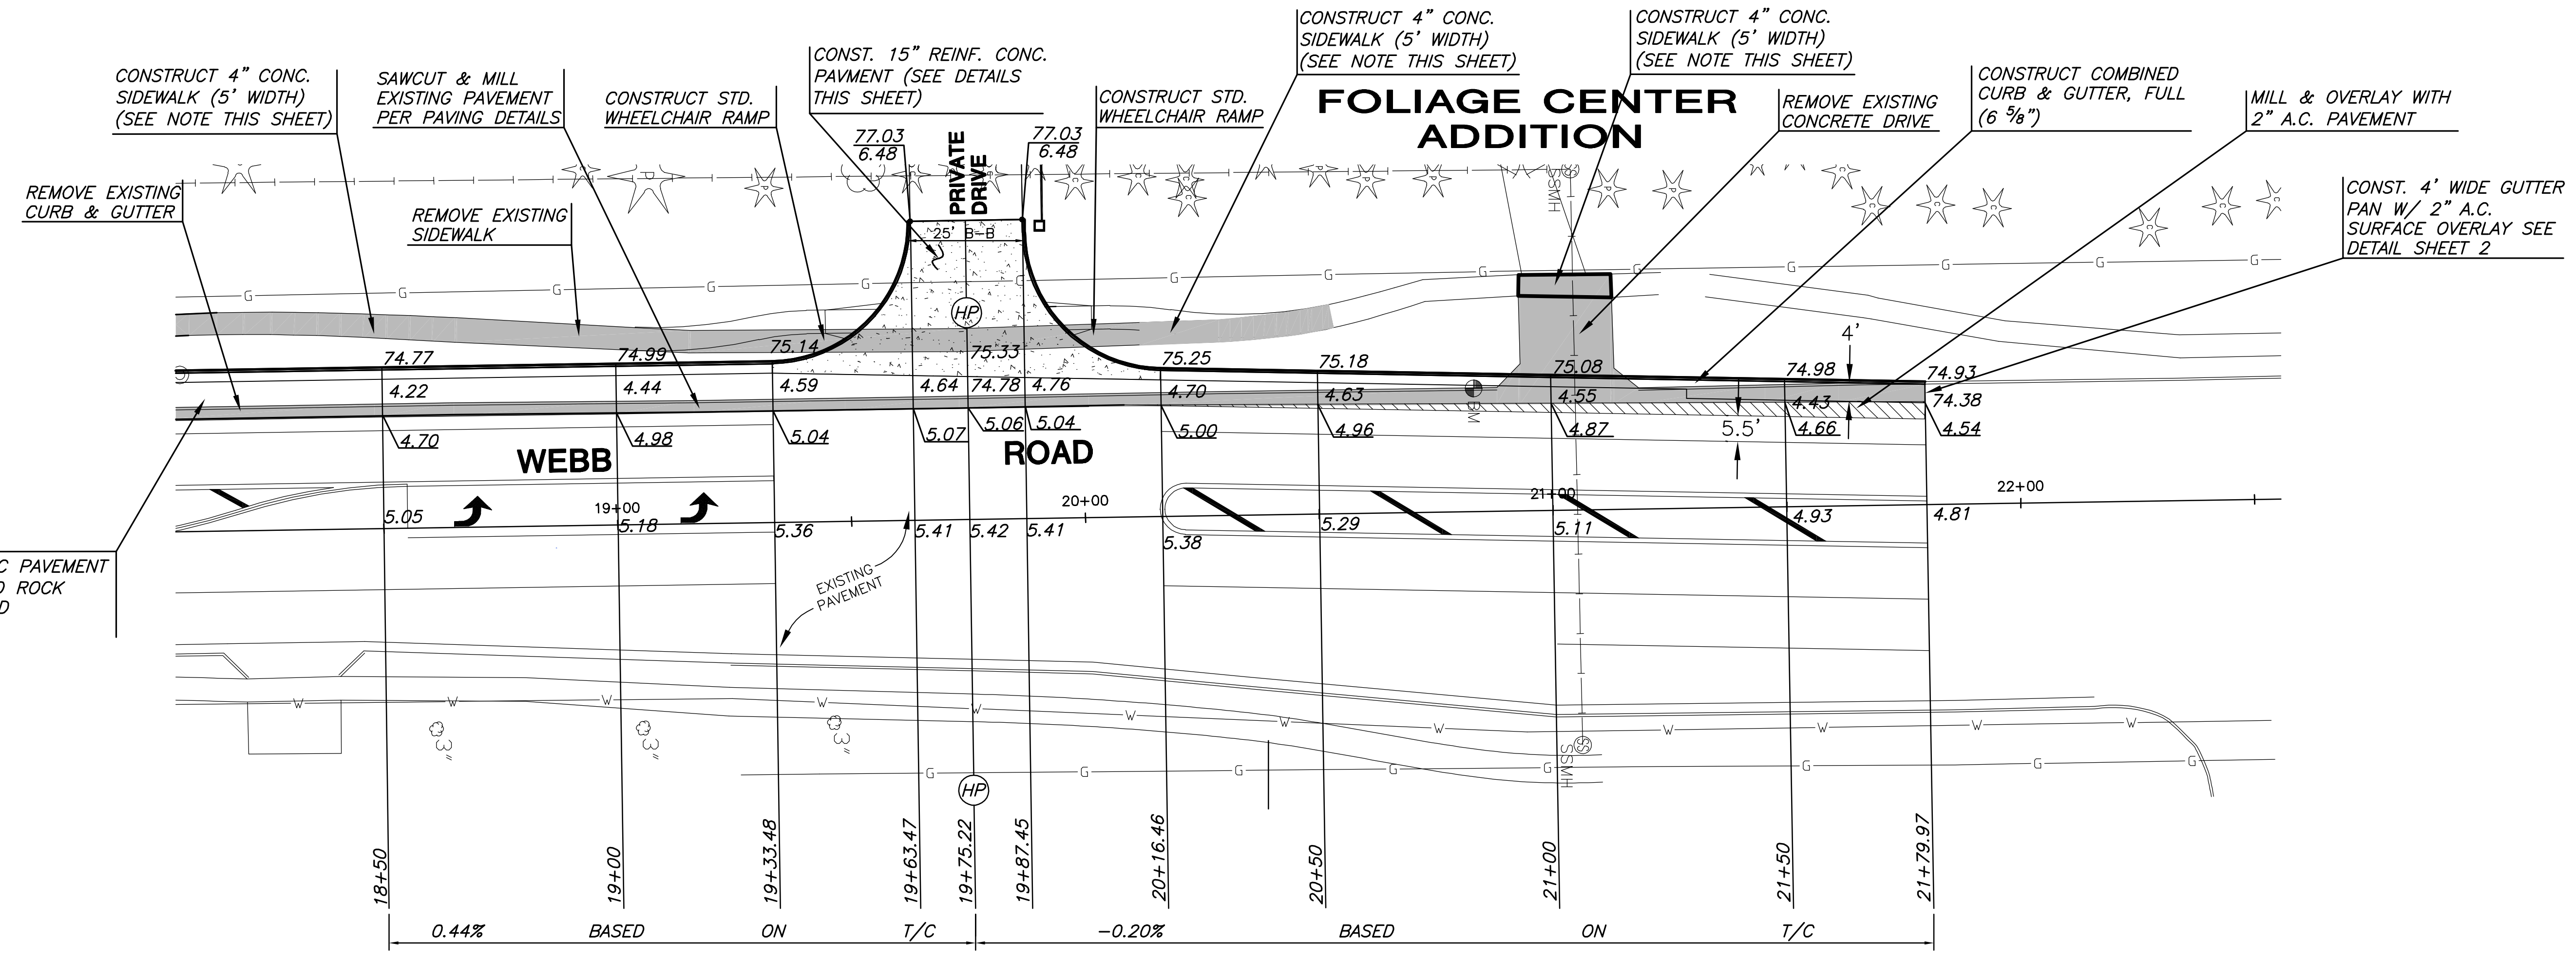 CONSTRUCT 4" CONC.
SIDEWALK (5' WIDTH)
(SEE NOTE THIS SHEET)
SAWCUT & MILL
EXISTING PAVEMENT
PER PAVING DETAILS
CONSTRUCT STD.
WHEELCHAIR RAMP
CONST. 15" REINF. CONC.
PAVMENT (SEE DETAILS
THIS SHEET)
CONSTRUCT STD.
WHEELCHAIR RAMP
CONSTRUCT 4" CONC.
SIDEWALK (5' WIDTH)
(SEE NOTE THIS SHEET)
CONSTRUCT 4" CONC.
SIDEWALK (5' WIDTH)
(SEE NOTE THIS SHEET)
FOLIAGE CENTER
ADDITION
REMOVE EXISTING
CONCRETE DRIVE
CONSTRUCT COMBINED
CURB & GUTTER, FULL
(6 5/8")
MILL & OVERLAY WITH
2" A.C. PAVEMENT
CONST. 4' WIDE GUTTER
PAN W/ 2" A.C.
SURFACE OVERLAY SEE
DETAIL SHEET 2
REMOVE EXISTING
CURB & GUTTER
REMOVE EXISTING
SIDEWALK
77.03
6.48
PRIVATE
DRIVE
77.03
6.48
25' B-B
SSMH
G G G G G G G G G G G G G
HP
4'
74.77 74.99 75.14 75.33 75.25 75.18 75.08 74.98 74.93
4.22 4.44 4.59 4.64 74.78 4.76 4.70 4.63 4.55 4.43 74.38
BM
4.70 4.98 5.04 5.07 5.06 5.04 5.00 4.96 4.87 5.5' 4.66 4.54
WEBB ROAD
19+00 20+00 21+00 22+00
5.05 5.18 5.36 5.41 5.42 5.41 5.38 5.29 5.11 4.93 4.81
C PAVEMENT
ROCK
EXISTING
PAVEMENT
W W W W W W W W W W W W W
3" 3" 3"
SS
SSMH
G G G G G G G G
HP
18+50 19+00 19+33.48 19+63.47 19+75.22 19+87.45 20+16.46 20+50 21+00 21+50 21+79.97
0.44% BASED ON T/C -0.20% BASED ON T/C